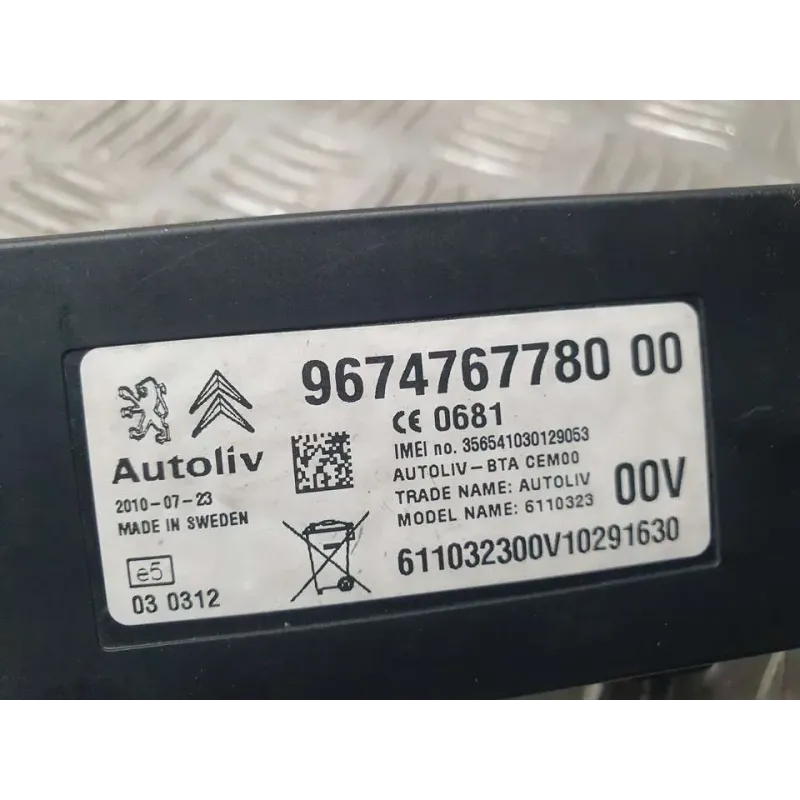 9674767780 00
CE 0681
IMEI no. 356541030129053
AUTOLIV-BTA CEM00
TRADE NAME: AUTOLIV
MODEL NAME: 6110323
00V
611032300V10291630
Autoliv
2010-07-23
MADE IN SWEDEN
e5
03 0312